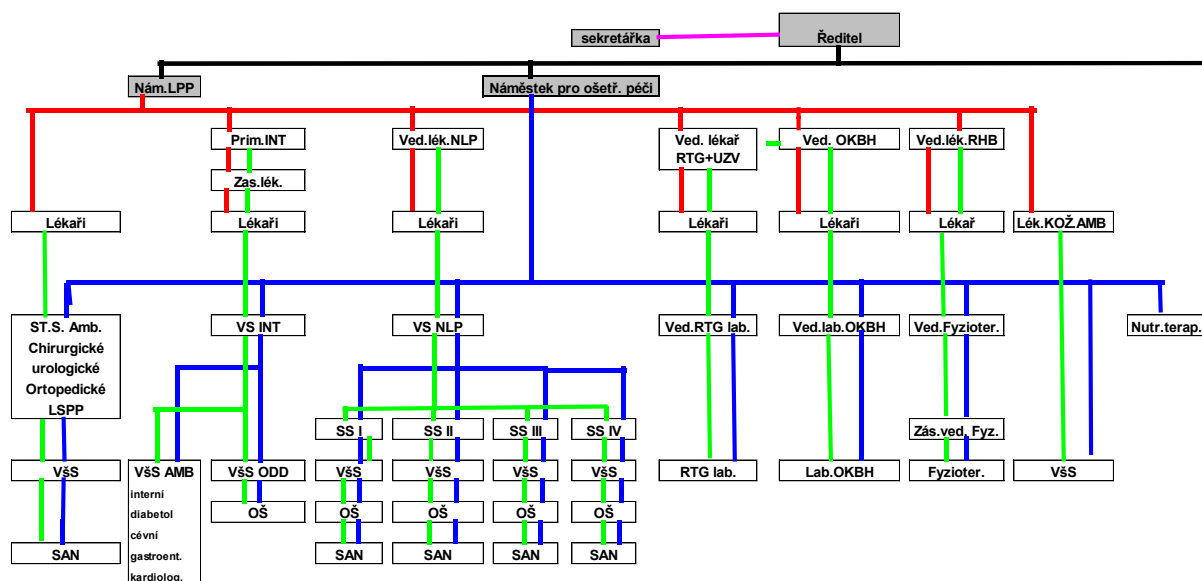 sekretářka
Ředitel
Nám.LPP
Náměstek pro ošetř. péči
Prim.INT
Ved.lék.NLP
Ved. lékař
RTG+UZV
Ved. OKBH
Ved.lék.RHB
Zas.lék.
Lékaři
Lékaři
Lékaři
Lékaři
Lékaři
Lékař
Lék.KOŽ.AMB
ST.S. Amb.
Chirurgické
urologické
Ortopedické
LSPP
VS INT
VS NLP
Ved.RTG lab.
Ved.lab.OKBH
Ved.Fyzioter.
Nutr.terap.
SS I
SS II
SS III
SS IV
Zás.ved. Fyz.
VšS
VšS AMB
interní
diabetol
cévní
gastroent.
kardiolog.
VšS ODD
VšS
VšS
VšS
VšS
RTG lab.
Lab.OKBH
Fyzioter.
VšS
OŠ
OŠ
OŠ
OŠ
OŠ
SAN
SAN
SAN
SAN
SAN